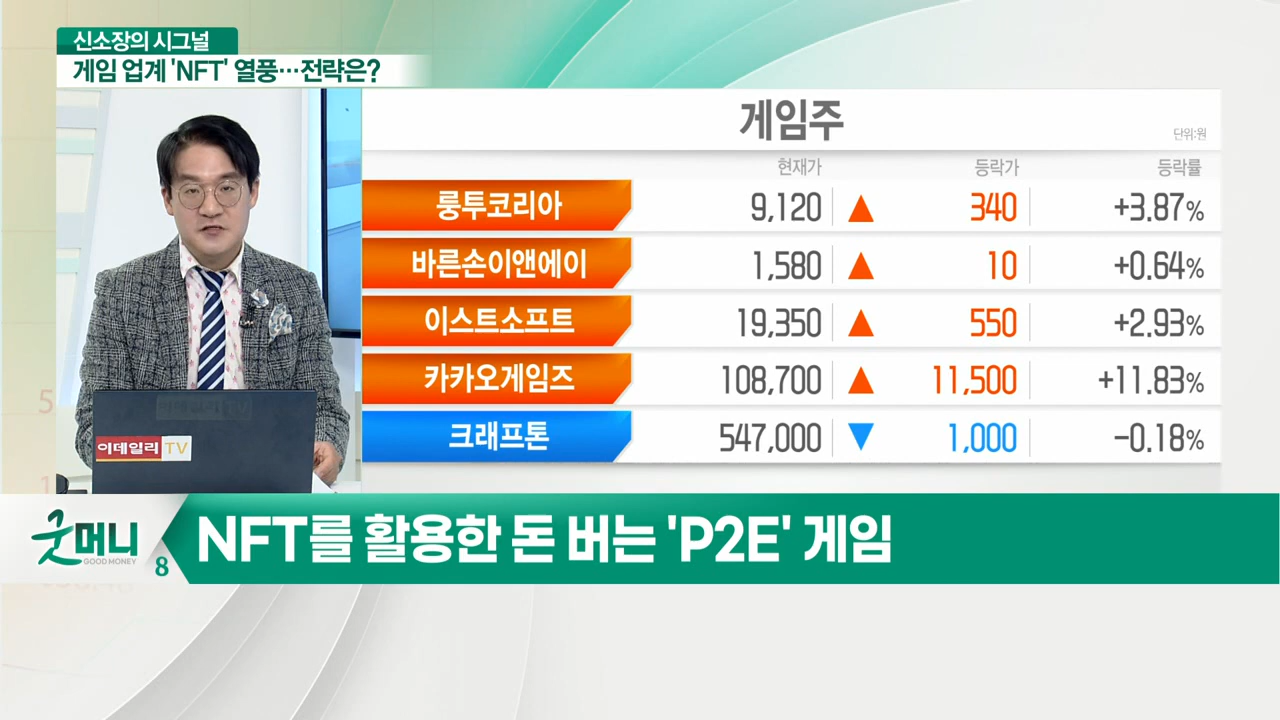 신소장의 시그널
게임 업계 'NFT' 열풍…전략은?
게임주
단위:원
현재가 등락가 등락률
룽투코리아 9,120 ▲ 340 +3.87%
바른손이앤에이 1,580 ▲ 10 +0.64%
이스트소프트 19,350 ▲ 550 +2.93%
카카오게임즈 108,700 ▲ 11,500 +11.83%
크래프톤 547,000 ▼ 1,000 -0.18%
이데일리 TV
굿머니
GOOD MONEY
8
NFT를 활용한 돈 버는 'P2E' 게임